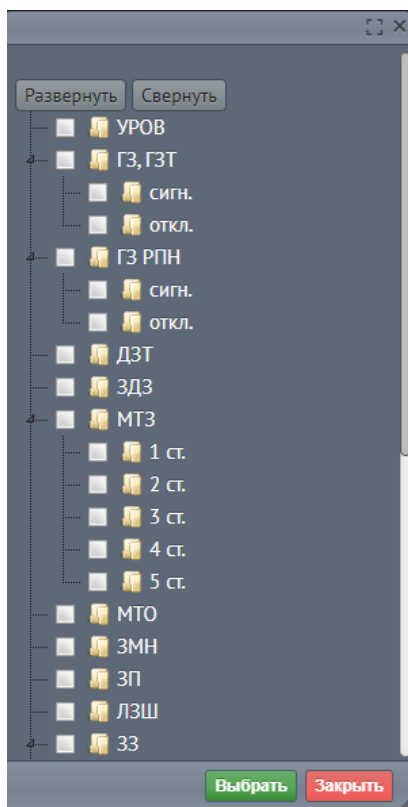 Развернуть Свернуть
УРОВ
ГЗ, ГЗТ
сигн.
откл.
ГЗ РПН
сигн.
откл.
ДЗТ
ЗДЗ
МТЗ
1 ст.
2 ст.
3 ст.
4 ст.
5 ст.
МТО
ЗМН
ЗП
ЛЗШ
ЗЗ
Выбрать Закрыть